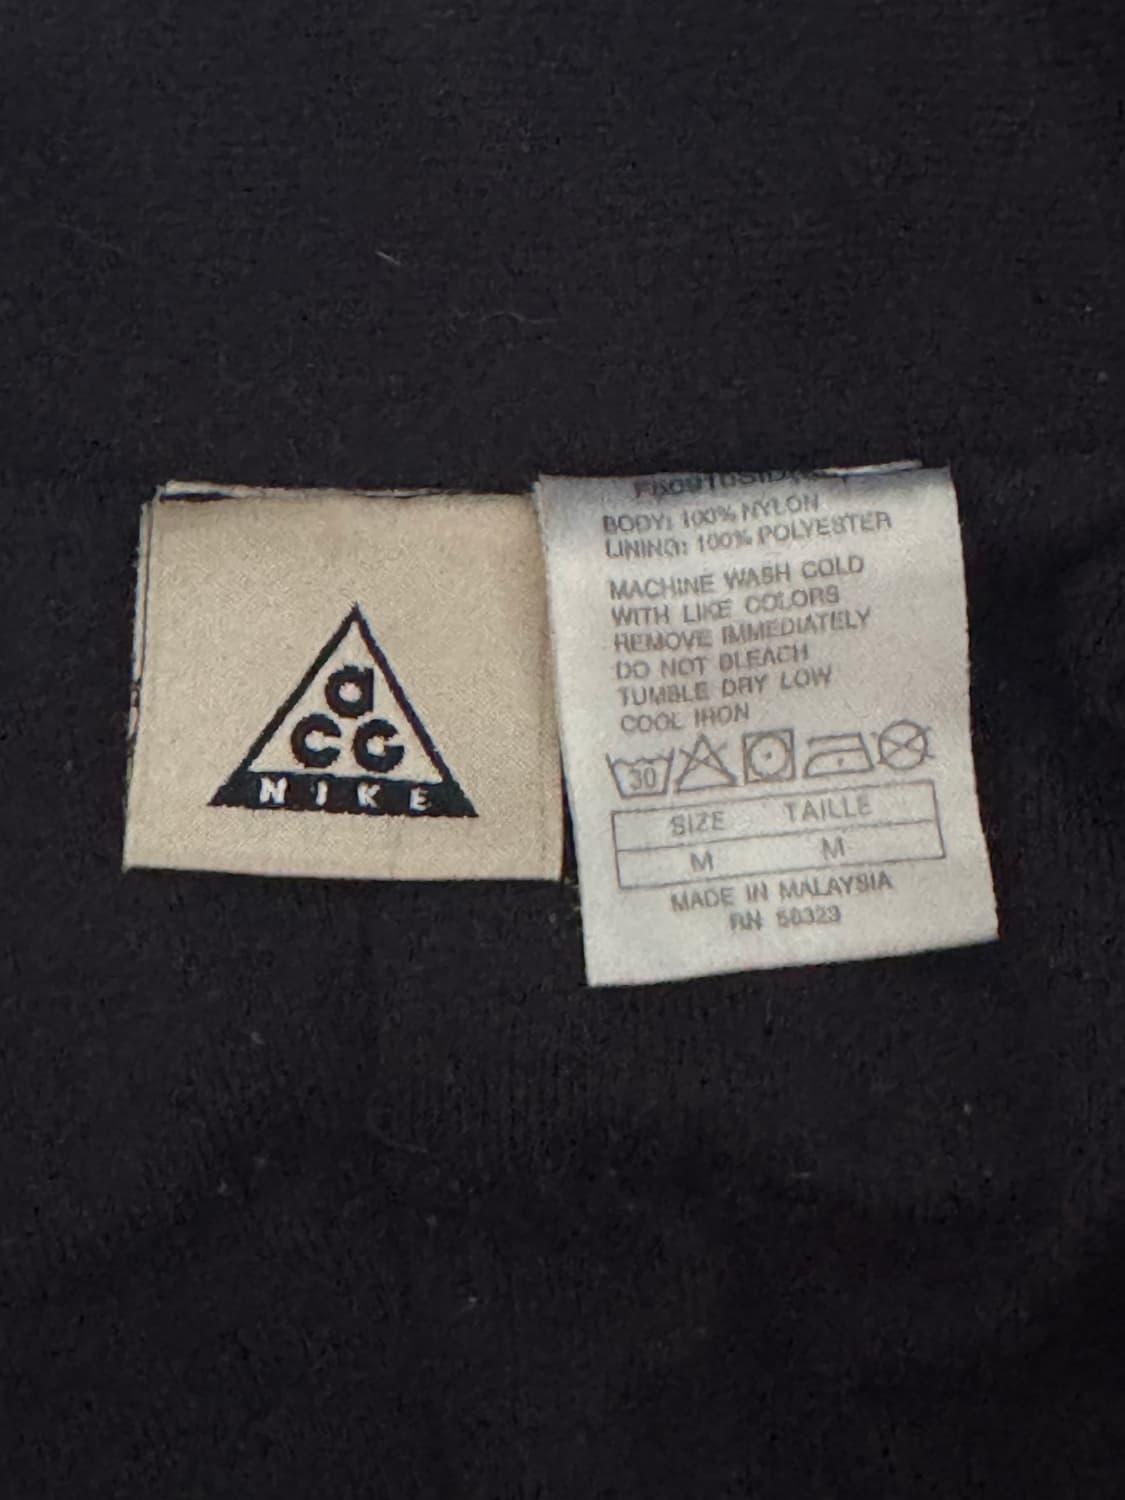 a
CG
NIKE
BODY: 100% NYLON
LINING: 100% POLYESTER
MACHINE WASH COLD
WITH LIKE COLORS
REMOVE IMMEDIATELY
DO NOT BLEACH
TUMBLE DRY LOW
COOL IRON
30
SIZE TAILLE
M M
MADE IN MALAYSIA
RN 56323